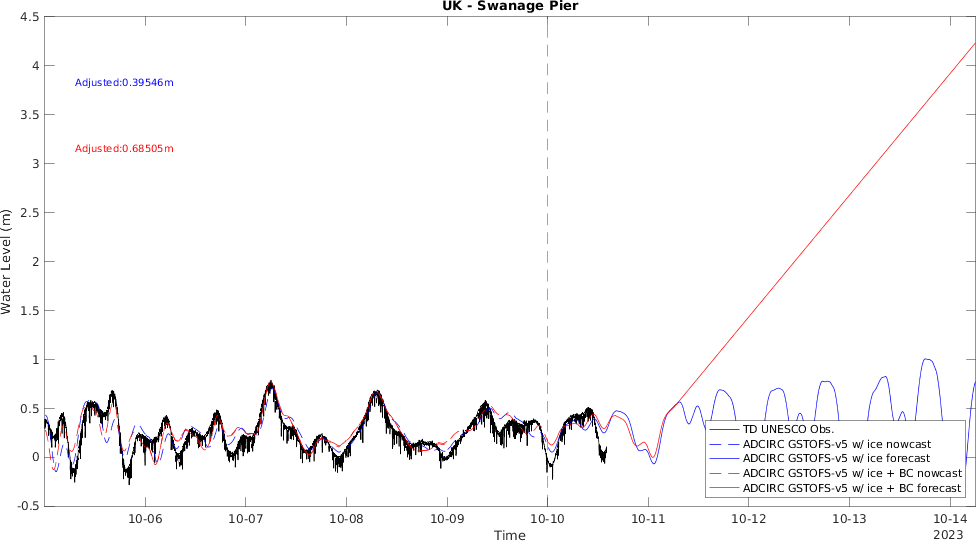 UK - Swanage Pier
4.5
4
3.5
3
2.5
2
1.5
1
0.5
0
-0.5
Water Level (m)
Adjusted:0.39546m
Adjusted:0.68505m
TD UNESCO Obs.
ADCIRC GSTOFS-v5 w/ ice nowcast
ADCIRC GSTOFS-v5 w/ ice forecast
ADCIRC GSTOFS-v5 w/ ice + BC nowcast
ADCIRC GSTOFS-v5 w/ ice + BC forecast
10-06 10-07 10-08 10-09 10-10 10-11 10-12 10-13 10-14
Time
2023